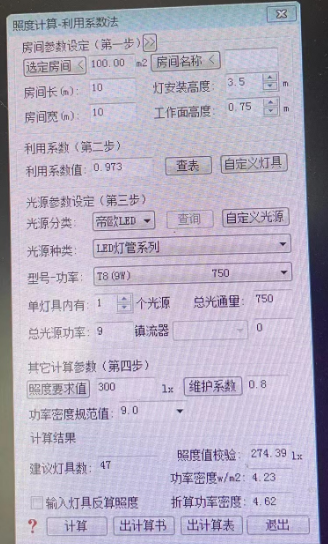 照度计算-利用系数法
房间参数设定（第一步） >>
选定房间 < 100.00 m2 房间名称 <
房间长(m): 10 灯安装高度: 3.5 m
房间宽(m): 10 工作面高度: 0.75 m
利用系数（第二步）
利用系数值: 0.973 查表 自定义灯具
光源参数设定（第三步）
光源分类: 帝欧LED 查询 自定义光源
光源种类: LED灯管系列
型号-功率: T8(9W) 750
单灯具内有: 1 个光源 总光通量: 750
总光源功率: 9 镇流器 0
其它计算参数（第四步）
照度要求值 300 lx 维护系数 0.8
功率密度规范值: 9.0
计算结果
建议灯具数: 47 照度值校验: 274.39 lx
功率密度w/m2: 4.23
输入灯具反算照度 折算功率密度: 4.62
? 计算 出计算书 出计算表 退出